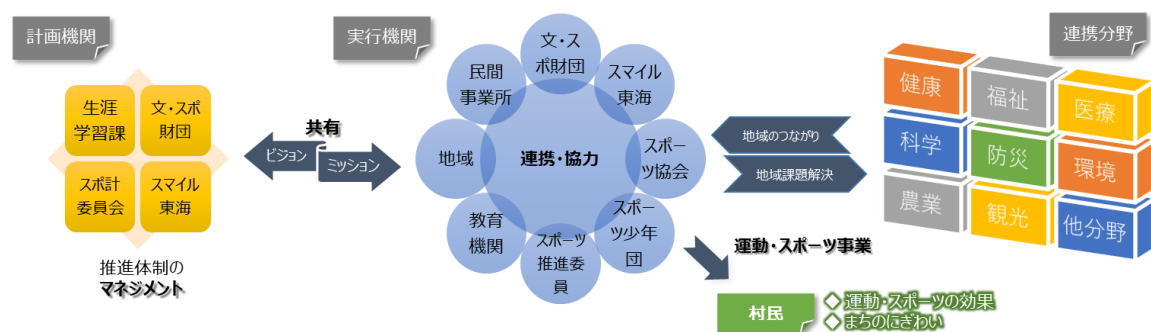 計画機関
生涯
学習課
文・スポ
財団
スポ計
委員会
スマイル
東海
推進体制の
マネジメント
共有
ビジョン
ミッション
実行機関
文・ス
ポ財団
スマイル
東海
スポー
ツ協会
スポー
ツ少年
団
スポーツ
推進委
員
教育
機関
地域
民間
事業所
連携・協力
地域のつながり
地域課題解決
運動・スポーツ事業
村民
◇運動・スポーツの効果
◇まちのにぎわい
連携分野
健康
福祉
医療
科学
防災
環境
農業
観光
他分野